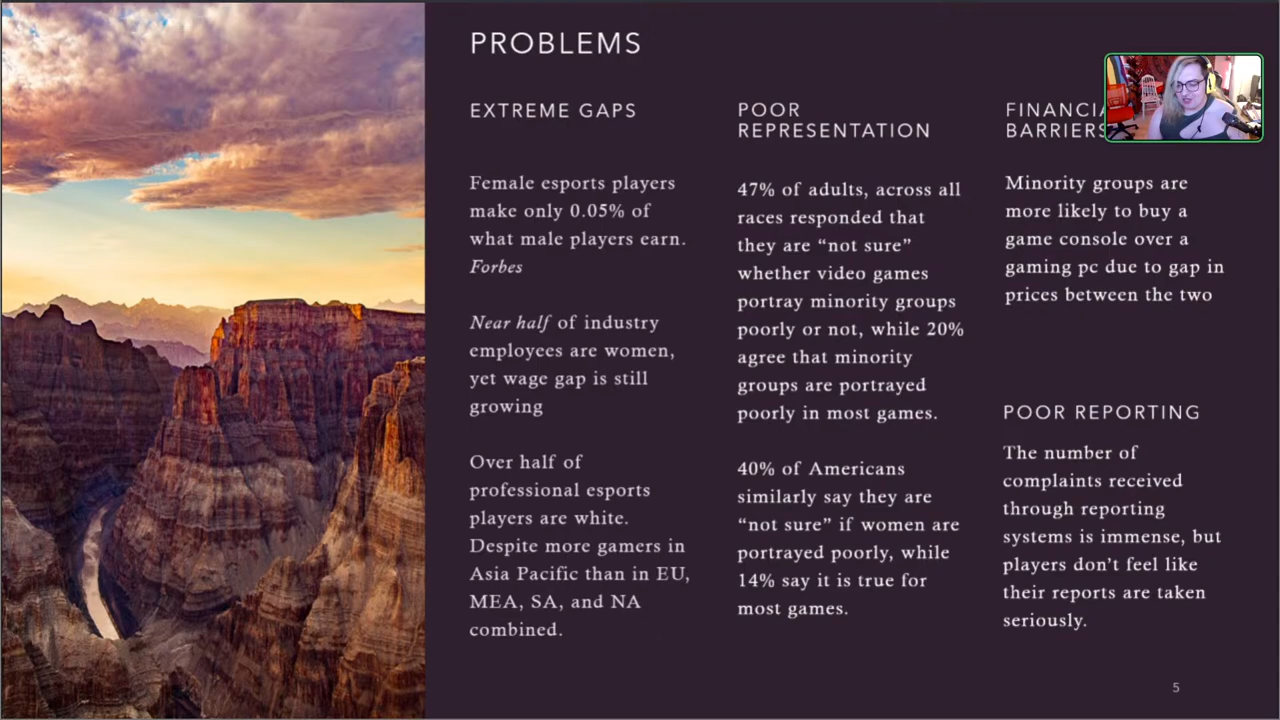 PROBLEMS
EXTREME GAPS
Female esports players
make only 0.05% of
what male players earn.
Forbes
Near half of industry
employees are women,
yet wage gap is still
growing
Over half of
professional esports
players are white.
Despite more gamers in
Asia Pacific than in EU,
MEA, SA, and NA
combined.
POOR
REPRESENTATION
47% of adults, across all
races responded that
they are “not sure”
whether video games
portray minority groups
poorly or not, while 20%
agree that minority
groups are portrayed
poorly in most games.
40% of Americans
similarly say they are
“not sure” if women are
portrayed poorly, while
14% say it is true for
most games.
FINANCIA
BARRIERS
Minority groups are
more likely to buy a
game console over a
gaming pc due to gap in
prices between the two
POOR REPORTING
The number of
complaints received
through reporting
systems is immense, but
players don’t feel like
their reports are taken
seriously.
5